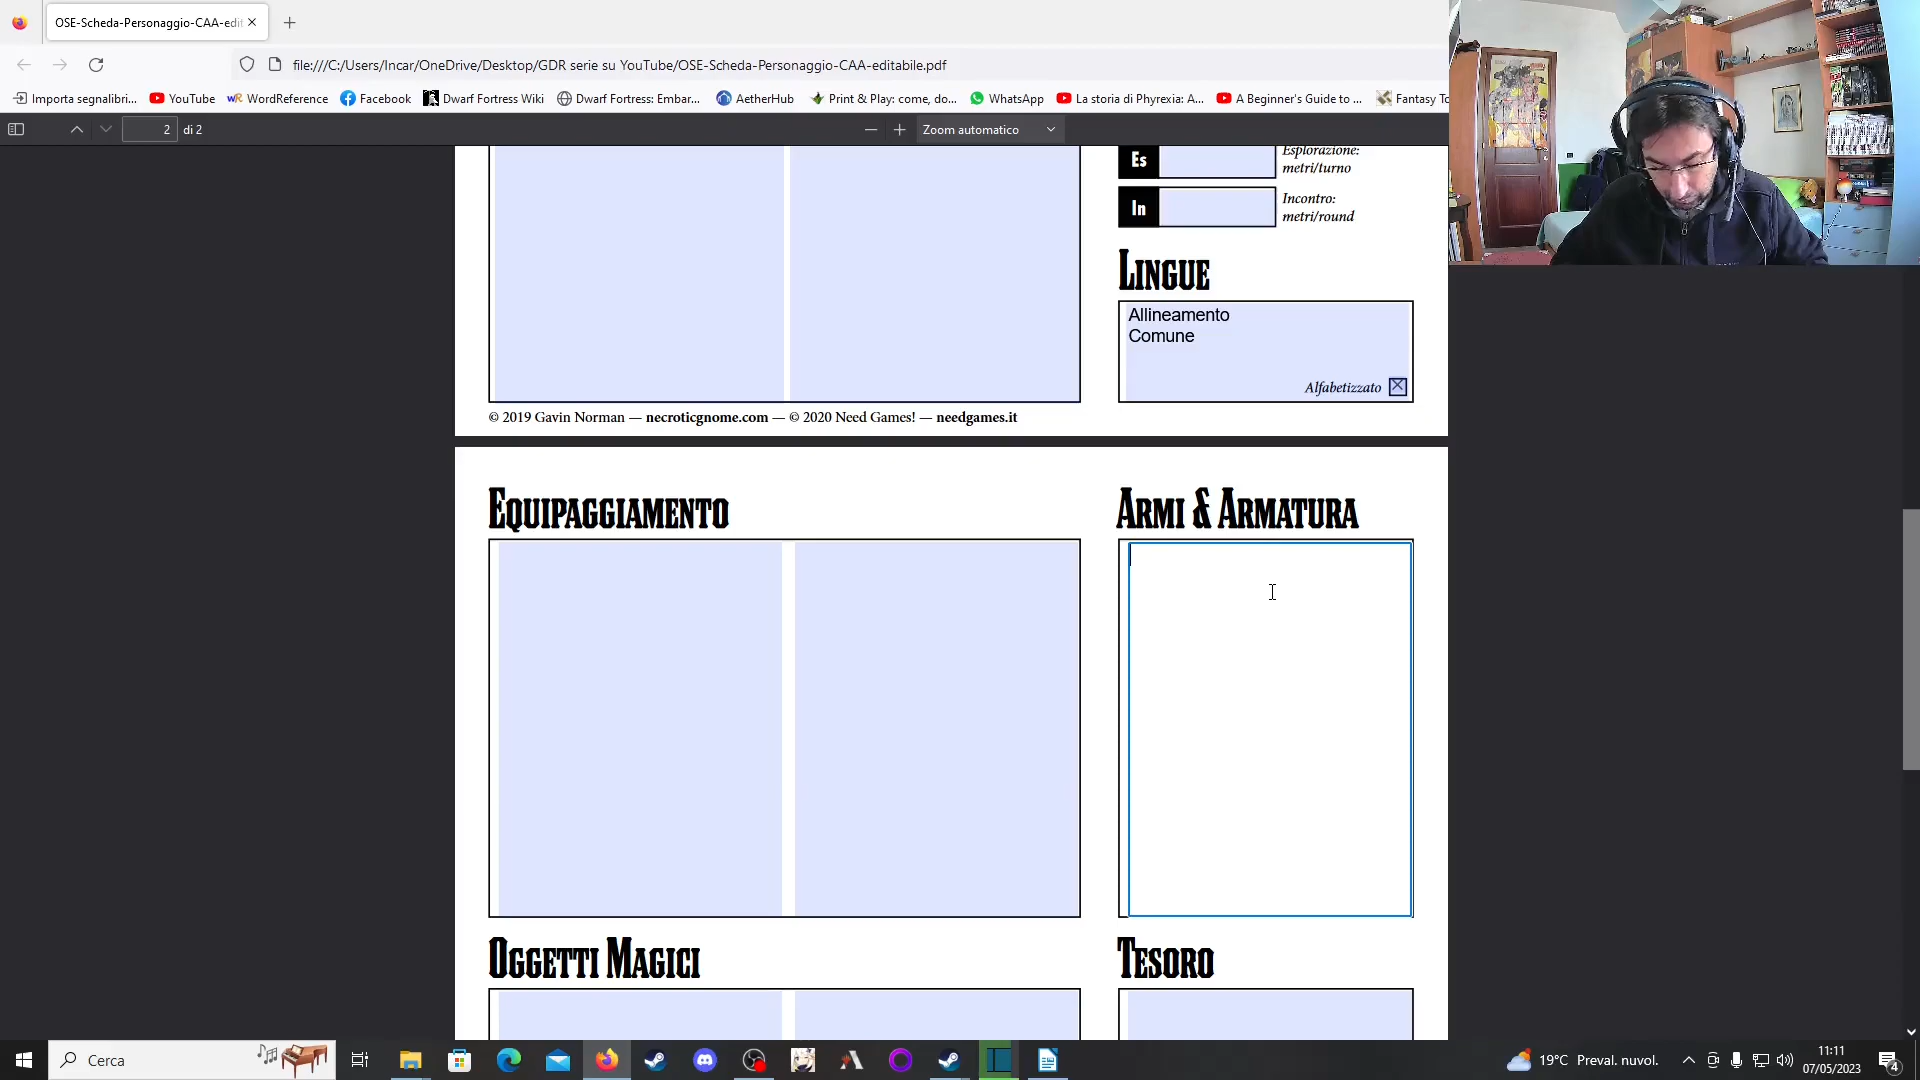 OSE-Scheda-Personaggio-CAA-edit
file:///C:/Users/Incar/OneDrive/Desktop/GDR serie su YouTube/OSE-Scheda-Personaggio-CAA-editabile.pdf
Importa segnalibri... YouTube WordReference Facebook Dwarf Fortress Wiki Dwarf Fortress: Embar... AetherHub Print & Play: come, do... WhatsApp La storia di Phyrexia: A... A Beginner's Guide to ... Fantasy To
2 di 2 Zoom automatico
Es Esplorazione:
metri/turno
In Incontro:
metri/round
Lingue
Allineamento
Comune
Alfabetizzato
© 2019 Gavin Norman — necroticgnome.com — © 2020 Need Games! — needgames.it
Equipaggiamento Armi & Armatura
Oggetti Magici Tesoro
Cerca 19°C Preval. nuvol. 11:11
07/05/2023 4